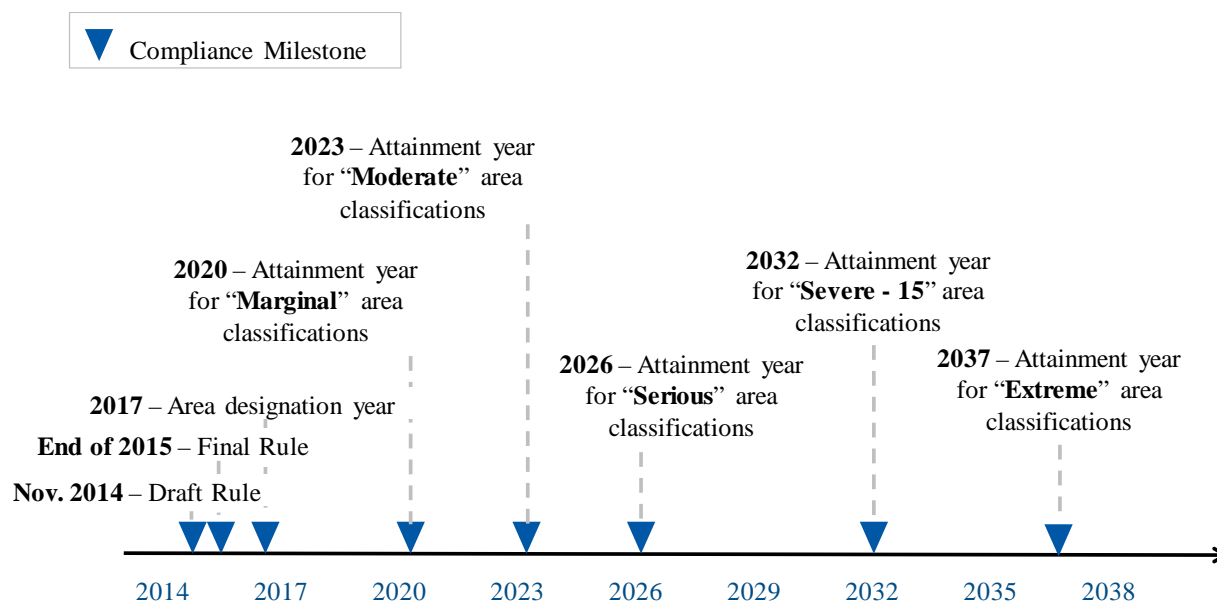 Compliance Milestone
2023 – Attainment year
for “Moderate” area
classifications
2020 – Attainment year
for “Marginal” area
classifications
2032 – Attainment year
for “Severe - 15” area
classifications
2026 – Attainment year
for “Serious” area
classifications
2037 – Attainment year
for “Extreme” area
classifications
2017 – Area designation year
End of 2015 – Final Rule
Nov. 2014 – Draft Rule
2014 2017 2020 2023 2026 2029 2032 2035 2038